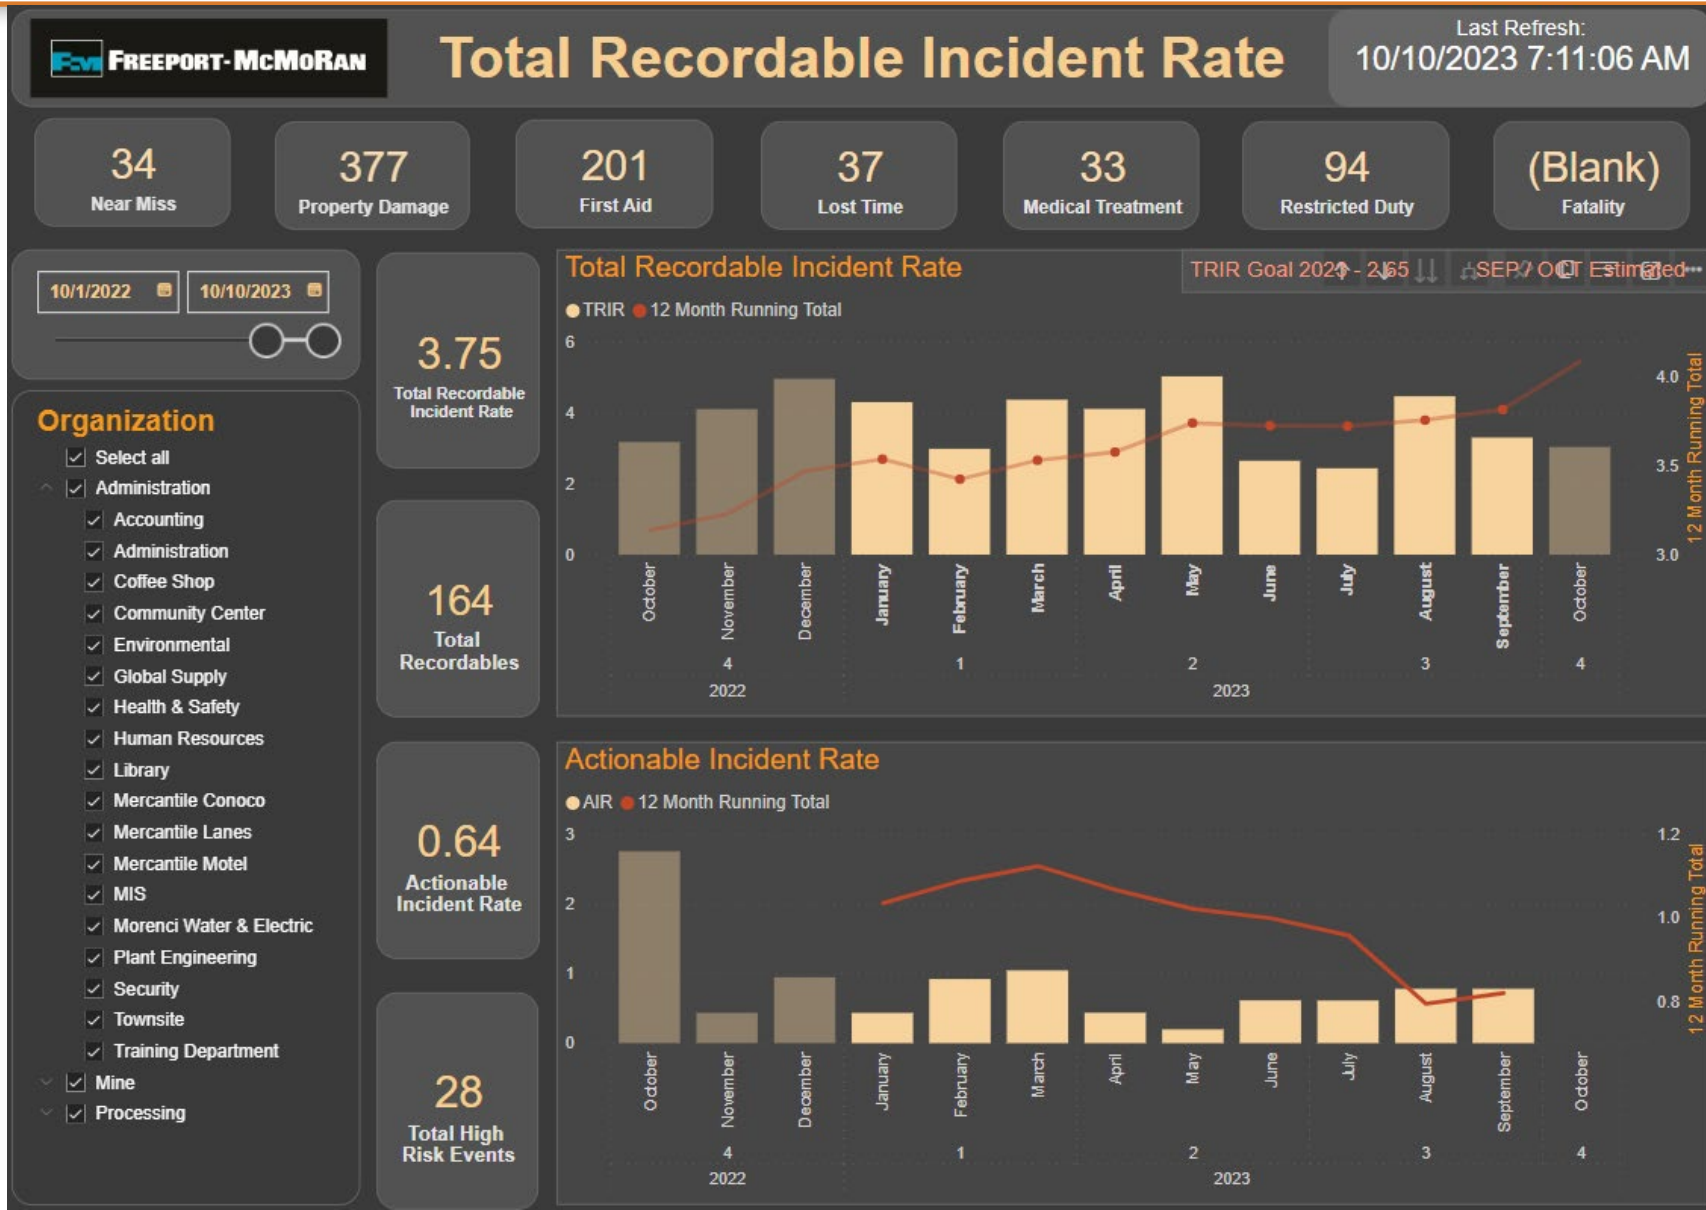 FMI FREEPORT-MCMORAN
Total Recordable Incident Rate
Last Refresh:
10/10/2023 7:11:06 AM
34
Near Miss
377
Property Damage
201
First Aid
37
Lost Time
33
Medical Treatment
94
Restricted Duty
(Blank)
Fatality
10/1/2022
10/10/2023
Organization
Select all
Administration
Accounting
Administration
Coffee Shop
Community Center
Environmental
Global Supply
Health & Safety
Human Resources
Library
Mercantile Conoco
Mercantile Lanes
Mercantile Motel
MIS
Morenci Water & Electric
Plant Engineering
Security
Townsite
Training Department
Mine
Processing
3.75
Total Recordable
Incident Rate
164
Total
Recordables
0.64
Actionable
Incident Rate
28
Total High
Risk Events
Total Recordable Incident Rate
TRIR Goal 2023 - 2.65 SEP / OCT Estimated
TRIR 12 Month Running Total
6
4
2
0
4.0
3.5
3.0
12 Month Running Total
October
November
December
January
February
March
April
May
June
July
August
September
October
4
1
2
3
4
2022
2023
Actionable Incident Rate
AIR 12 Month Running Total
3
2
1
0
1.2
1.0
0.8
12 Month Running Total
October
November
December
January
February
March
April
May
June
July
August
September
October
4
1
2
3
4
2022
2023